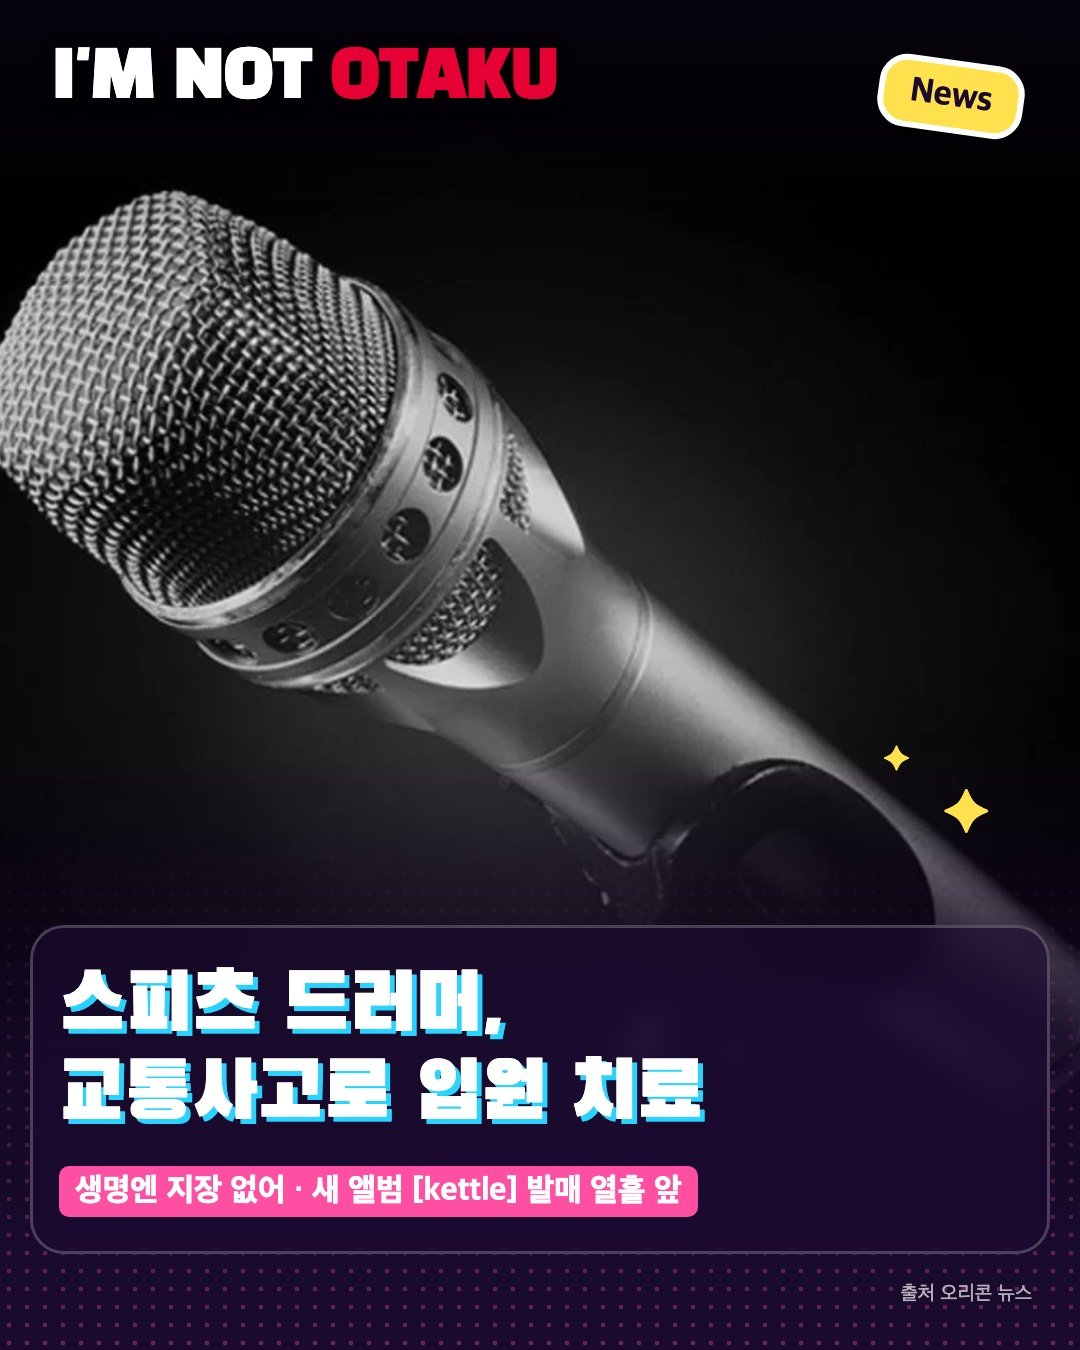 I'M NOT OTAKU
News
스피츠 드러머,
교통사고로 입원 치료
생명엔 지장 없어 · 새 앨범 [kettle] 발매 열흘 앞
출처 오리콘 뉴스